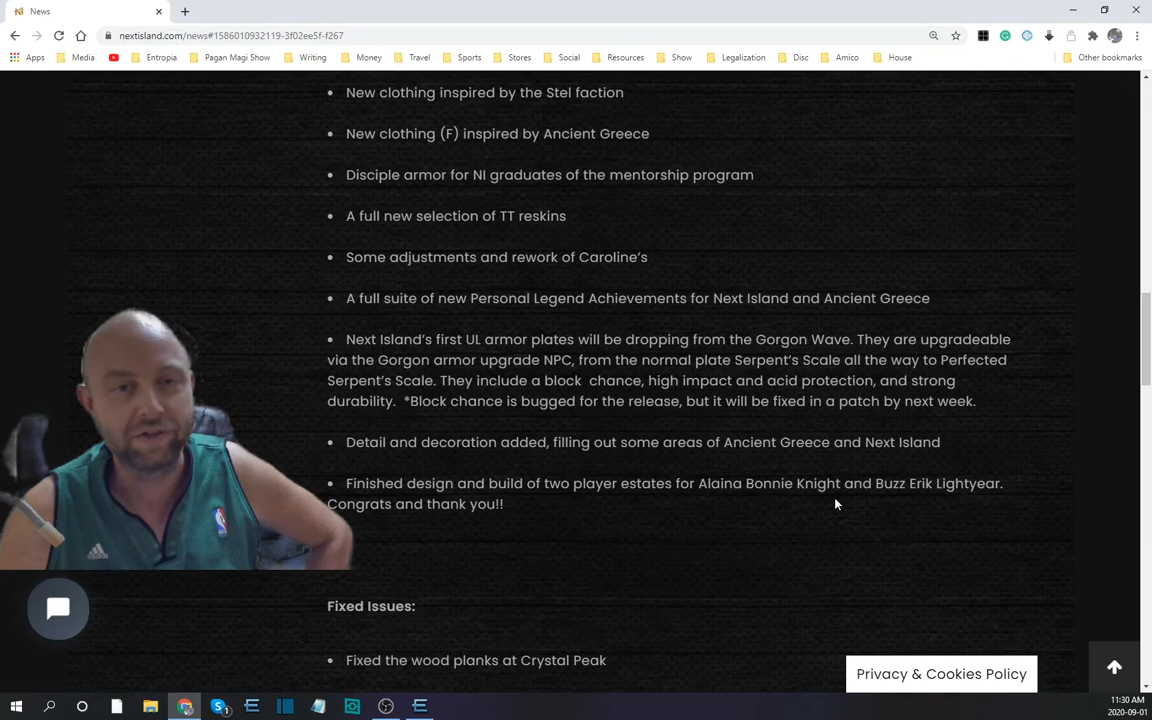 News
nextisland.com/news#1586010932119-3f02ee5f-f267
Apps Media Entropia Pagan Magi Show Writing Money Travel Sports Stores Social Resources Show Legalization Disc Amico House Other bookmarks
• New clothing inspired by the Stel faction
• New clothing (F) inspired by Ancient Greece
• Disciple armor for NI graduates of the mentorship program
• A full new selection of TT reskins
• Some adjustments and rework of Caroline's
• A full suite of new Personal Legend Achievements for Next Island and Ancient Greece
• Next Island's first UL armor plates will be dropping from the Gorgon Wave. They are upgradeable
via the Gorgon armor upgrade NPC, from the normal plate Serpent's Scale all the way to Perfected
Serpent's Scale. They include a block chance, high impact and acid protection, and strong
durability. *Block chance is bugged for the release, but it will be fixed in a patch by next week.
• Detail and decoration added, filling out some areas of Ancient Greece and Next Island
• Finished design and build of two player estates for Alaina Bonnie Knight and Buzz Erik Lightyear.
Congrats and thank you!!
Fixed Issues:
• Fixed the wood planks at Crystal Peak
Privacy & Cookies Policy
11:30 AM
2020-09-01